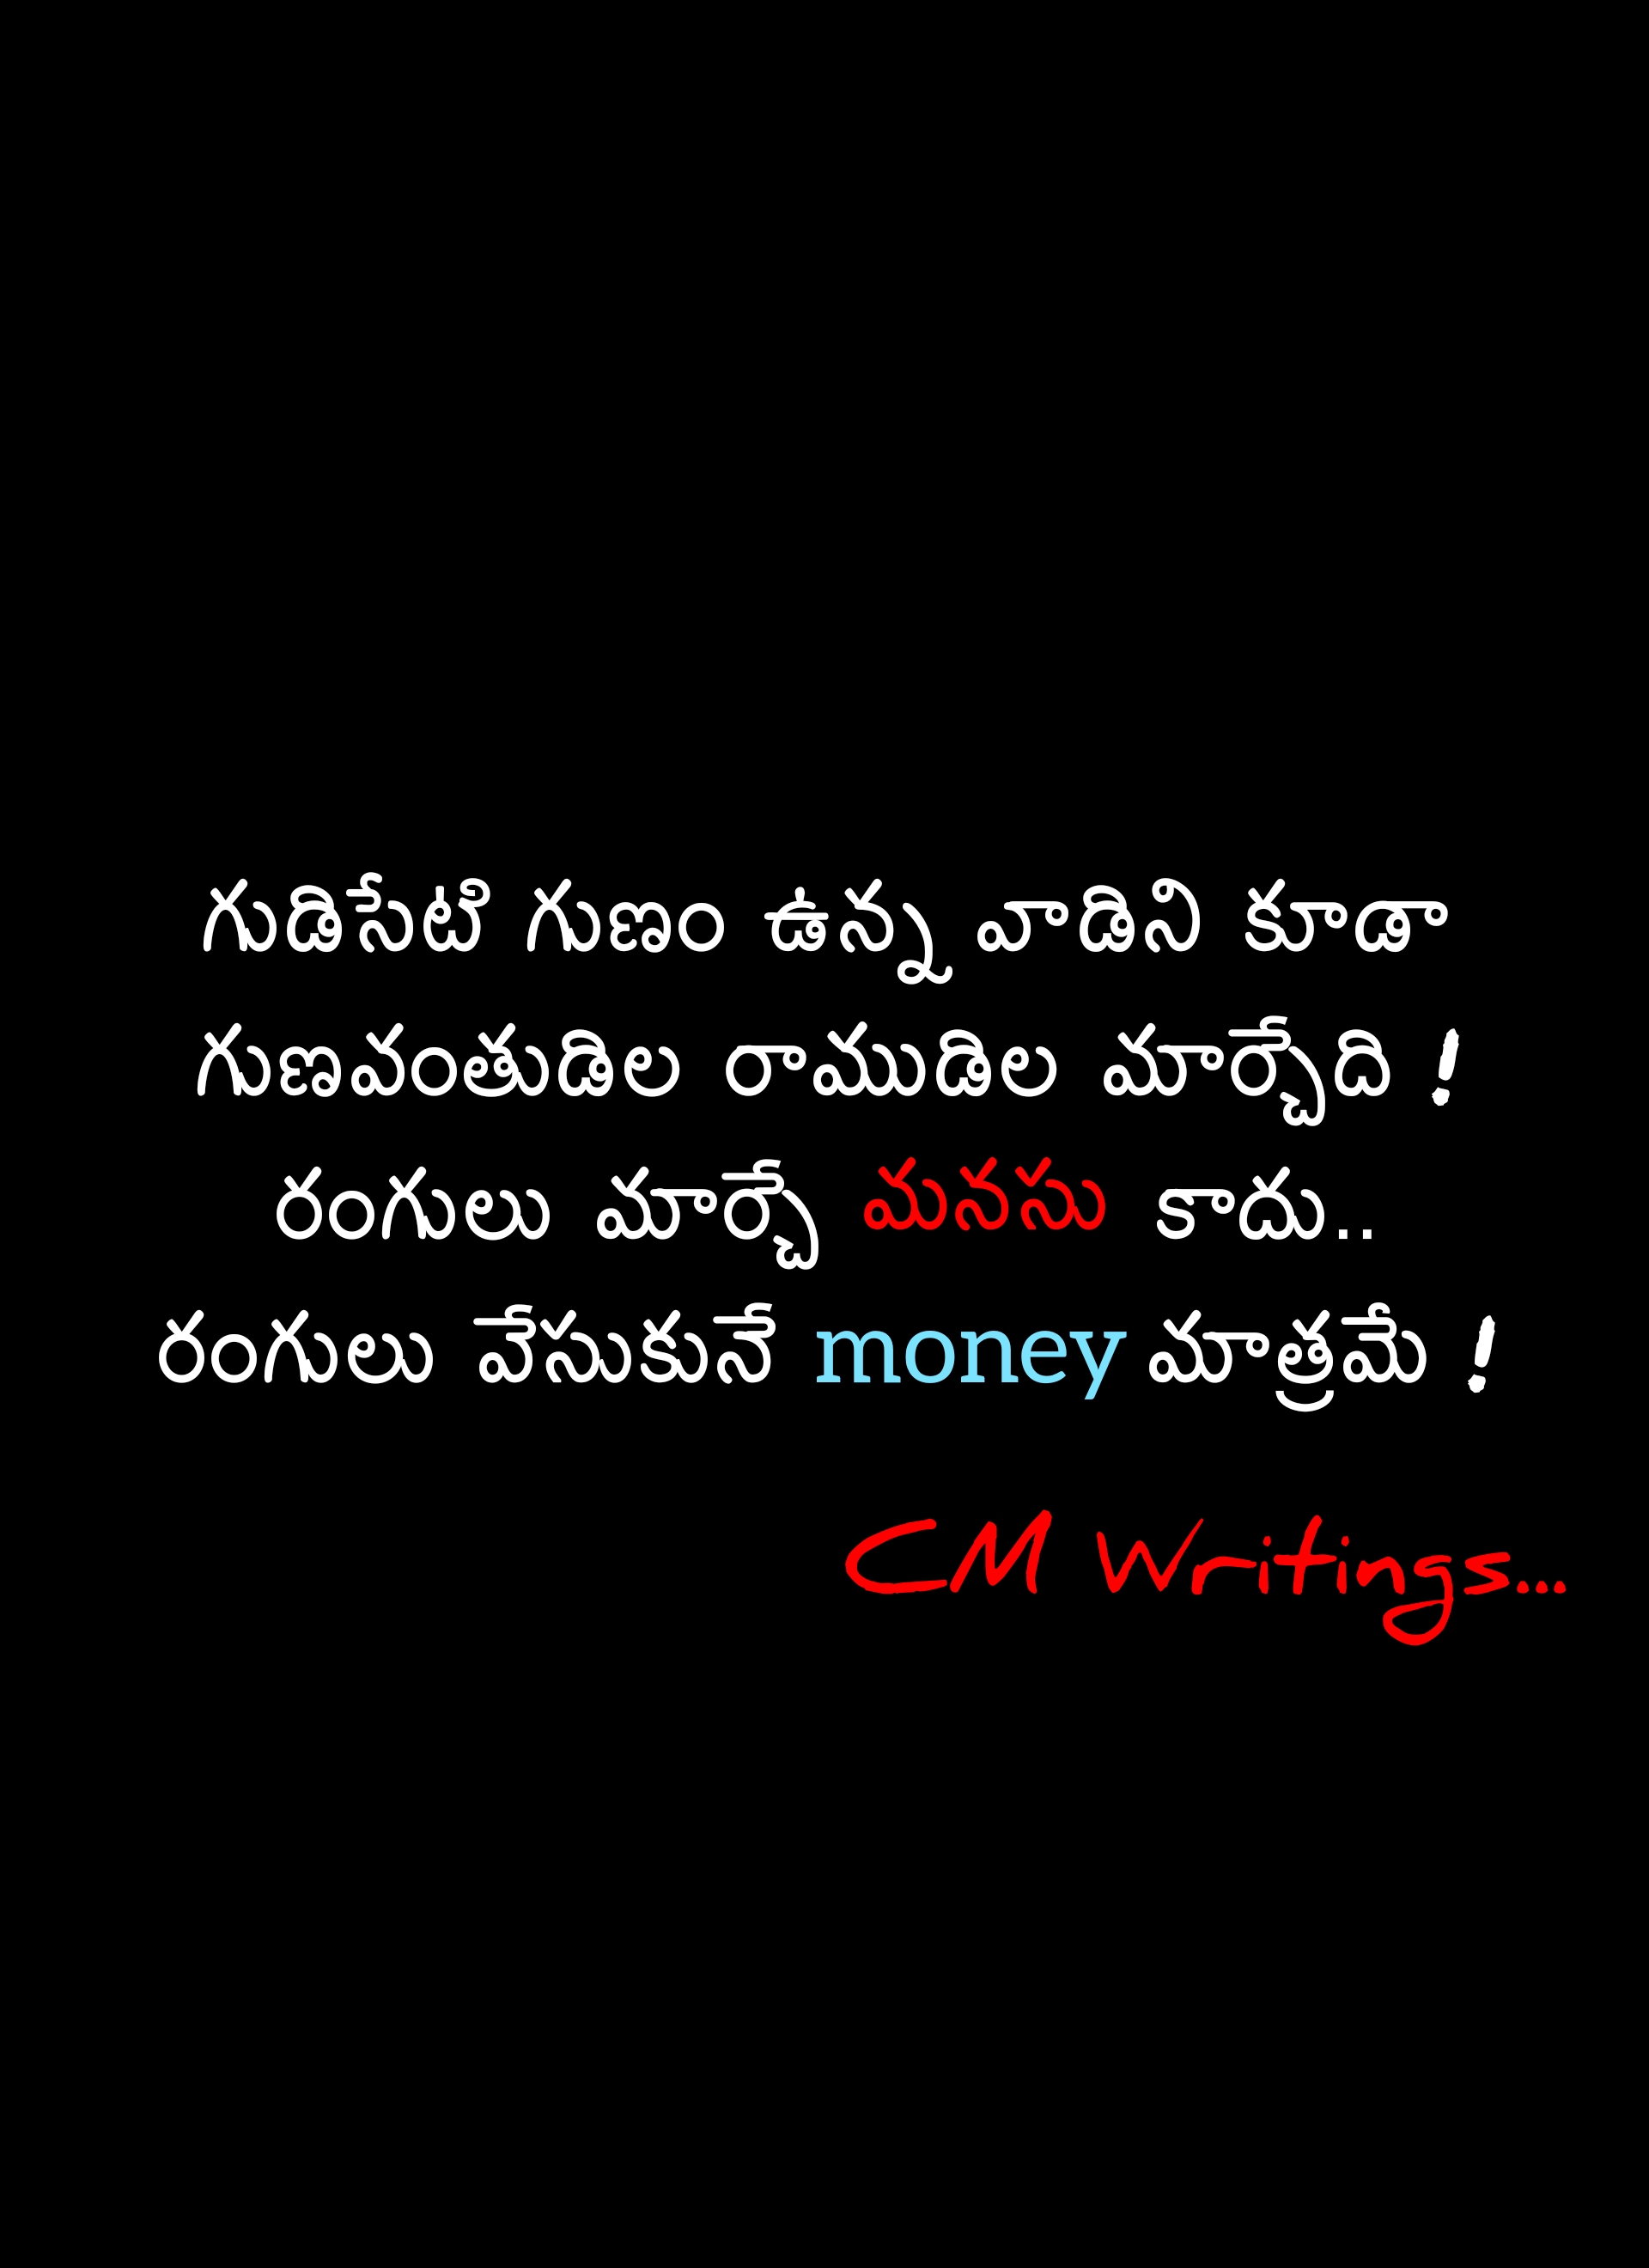 గుడిసేటి గుణం ఉన్న వాడిని కూడా
గుణవంతుడిల రాముడిల మార్చేది !
రంగులు మార్చే మనసు కాదు..
రంగులు వేసుకునే money మాత్రమే !
CM Writings...